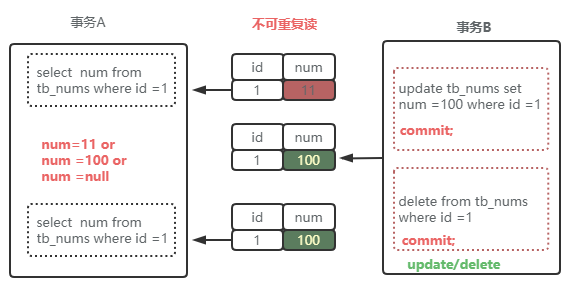 事务A
不可重复读
事务B
select num from
tb_nums where id =1
num=11 or
num =100 or
num =null
select num from
tb_nums where id =1
id num
1 11
id num
1 100
id num
1 100
update tb_nums set
num =100 where id =1
commit;
delete from tb_nums
where id =1
commit;
update/delete